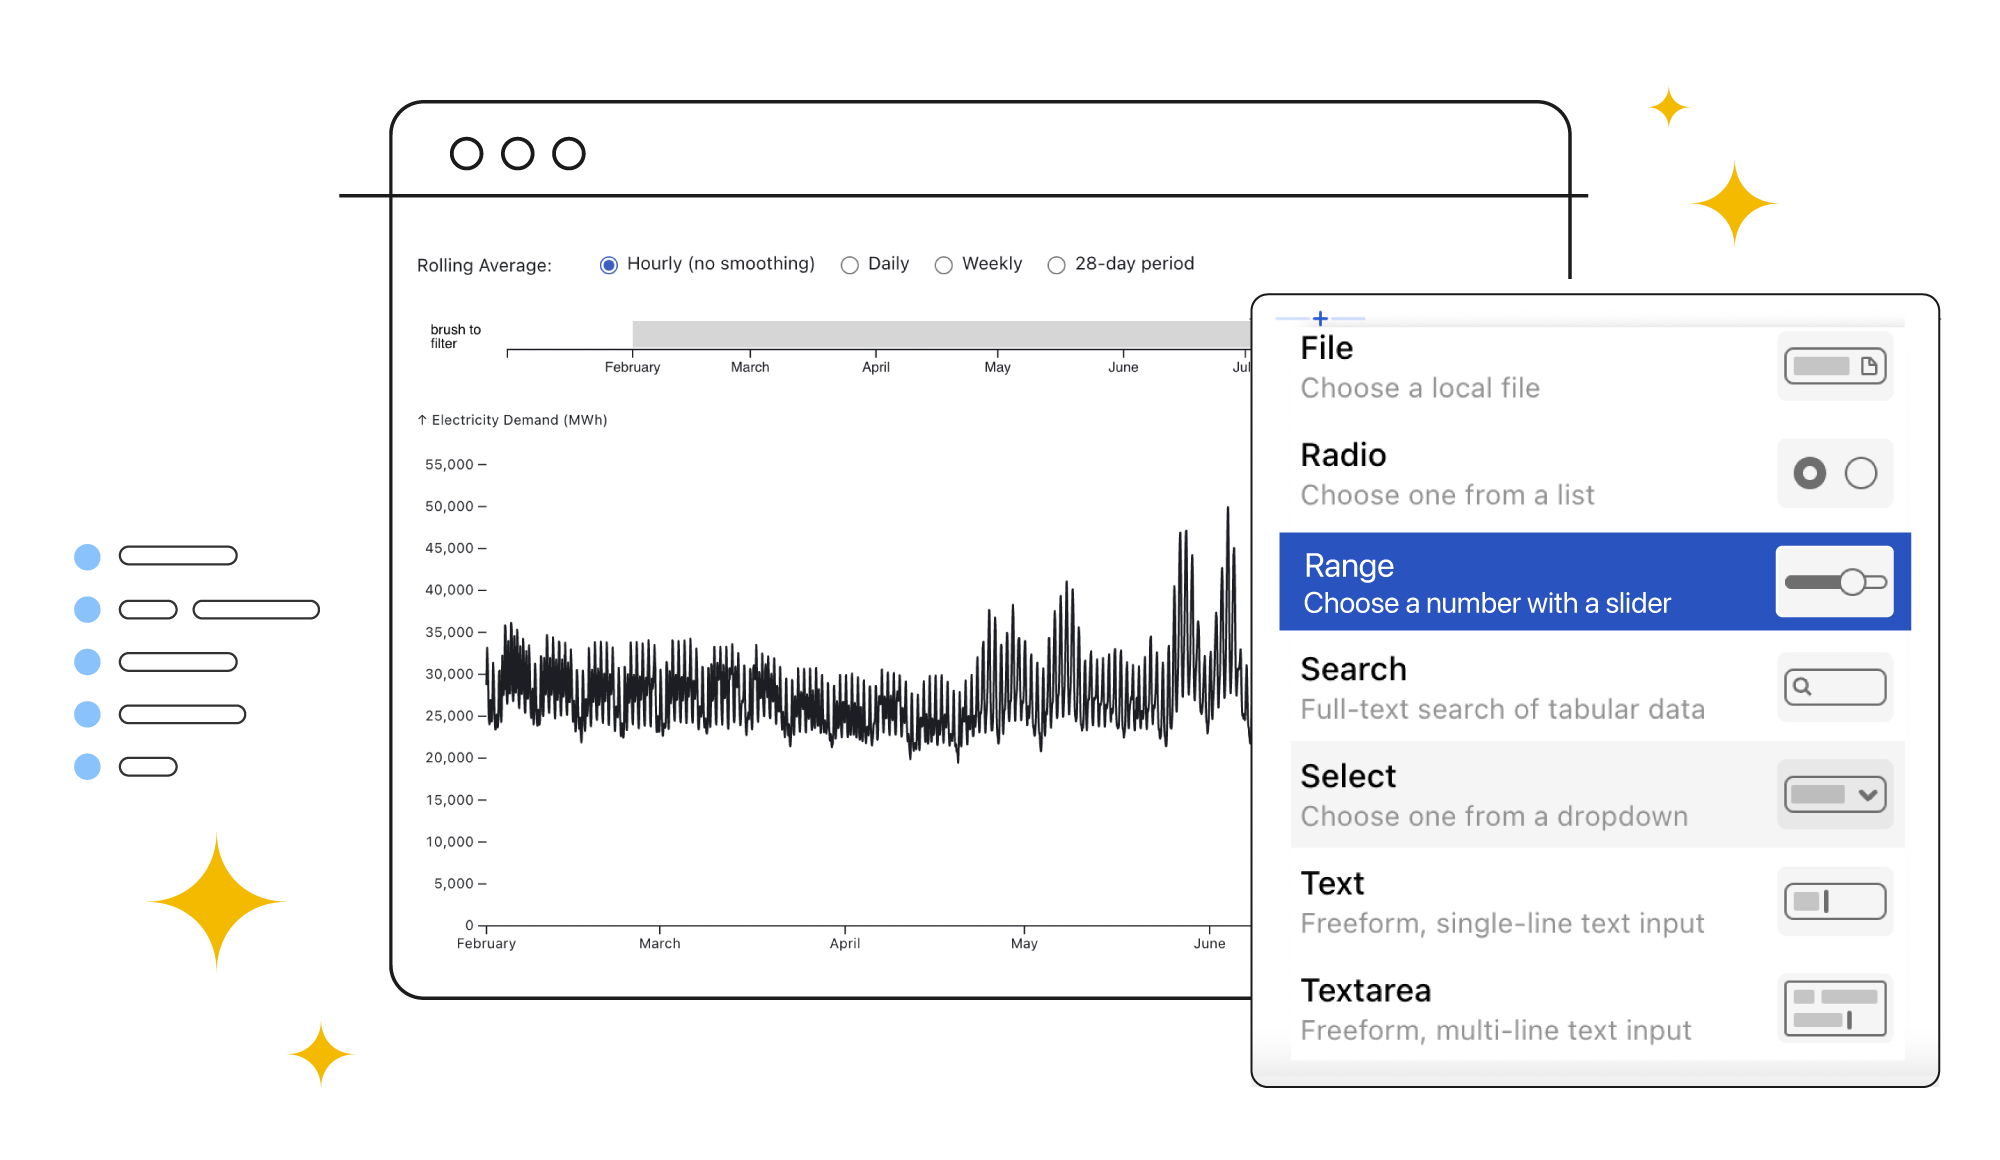 Rolling Average:
Hourly (no smoothing)
Daily
Weekly
28-day period
brush to
filter
February
March
April
May
June
Jul
↑ Electricity Demand (MWh)
55,000
50,000
45,000
40,000
35,000
30,000
25,000
20,000
15,000
10,000
5,000
0
February
March
April
May
June
File
Choose a local file
Radio
Choose one from a list
Range
Choose a number with a slider
Search
Full-text search of tabular data
Select
Choose one from a dropdown
Text
Freeform, single-line text input
Textarea
Freeform, multi-line text input